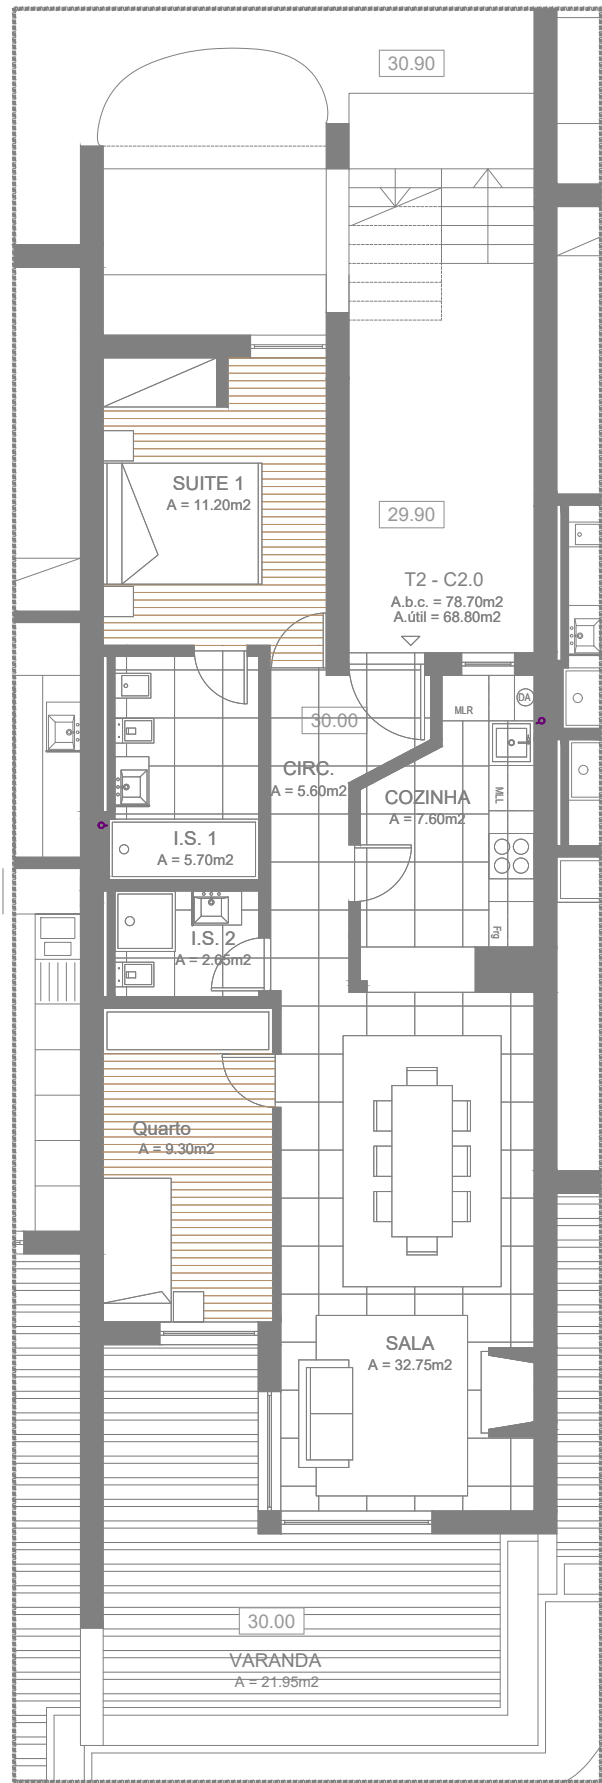 30.90
SUITE 1
A = 11.20m2
29.90
T2 - C2.0
A.b.c. = 78.70m2
A.útil = 68.80m2
30.00
MLR
DA
CIRC.
A = 5.60m2
COZINHA
A = 7.60m2
MLL
I.S. 1
A = 5.70m2
I.S. 2
A = 2.65m2
Frg
Quarto
A = 9.30m2
SALA
A = 32.75m2
30.00
VARANDA
A = 21.95m2